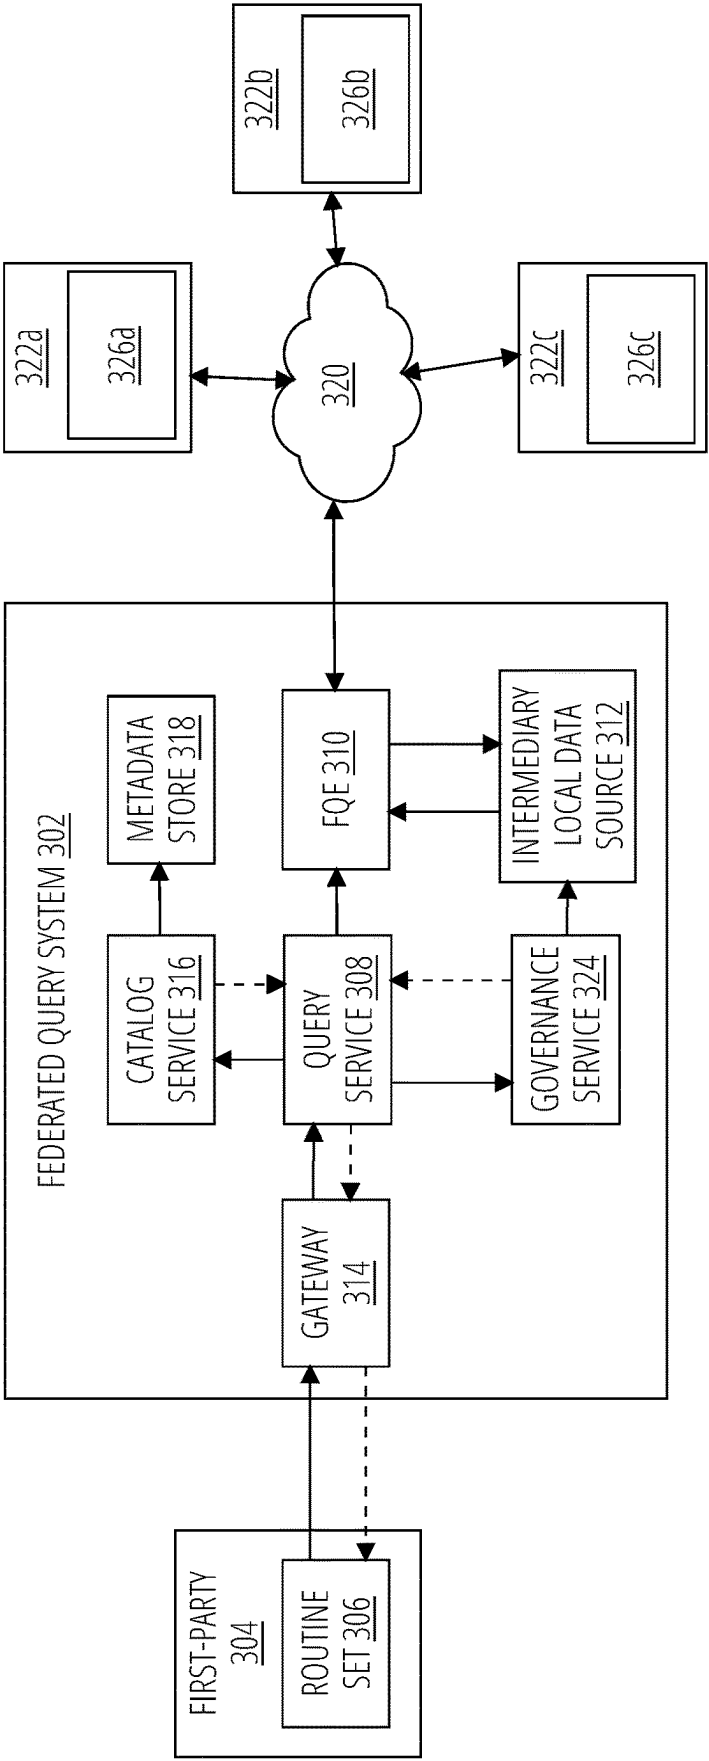 FIRST-PARTY
304
ROUTINE
SET 306
FEDERATED QUERY SYSTEM 302
GATEWAY
314
CATALOG
SERVICE 316
METADATA
STORE 318
QUERY
SERVICE 308
FQE 310
GOVERNANCE
SERVICE 324
INTERMEDIARY
LOCAL DATA
SOURCE 312
320
322a
326a
322b
326b
322c
326c